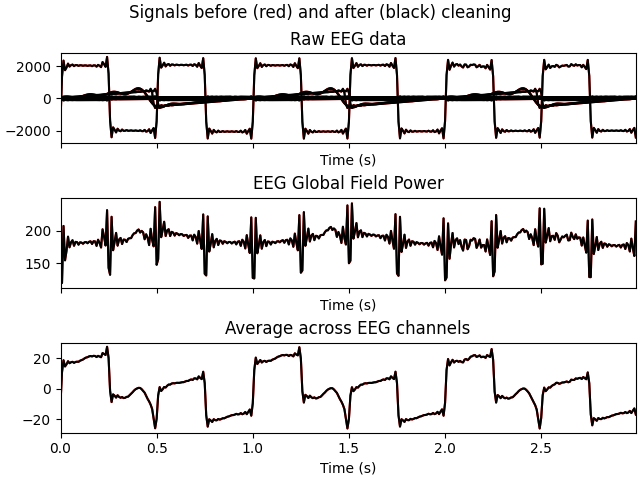 Signals before (red) and after (black) cleaning
Raw EEG data
2000
0
−2000
Time (s)
EEG Global Field Power
200
150
Time (s)
Average across EEG channels
20
0
−20
0.0 0.5 1.0 1.5 2.0 2.5
Time (s)